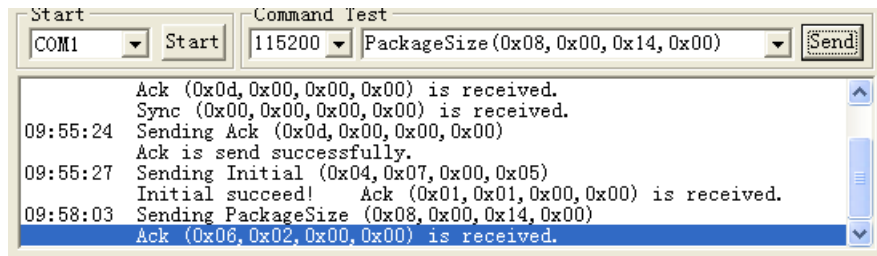 Start
Command Test
COM1 Start 115200 PackageSize(0x08,0x00,0x14,0x00) Send
Ack (0x0d,0x00,0x00,0x00) is received.
Sync (0x00,0x00,0x00,0x00) is received.
09:55:24 Sending Ack (0x0d,0x00,0x00,0x00)
Ack is send successfully.
09:55:27 Sending Initial (0x04,0x07,0x00,0x05)
Initial succeed! Ack (0x01,0x01,0x00,0x00) is received.
09:58:03 Sending PackageSize (0x08,0x00,0x14,0x00)
Ack (0x06,0x02,0x00,0x00) is received.